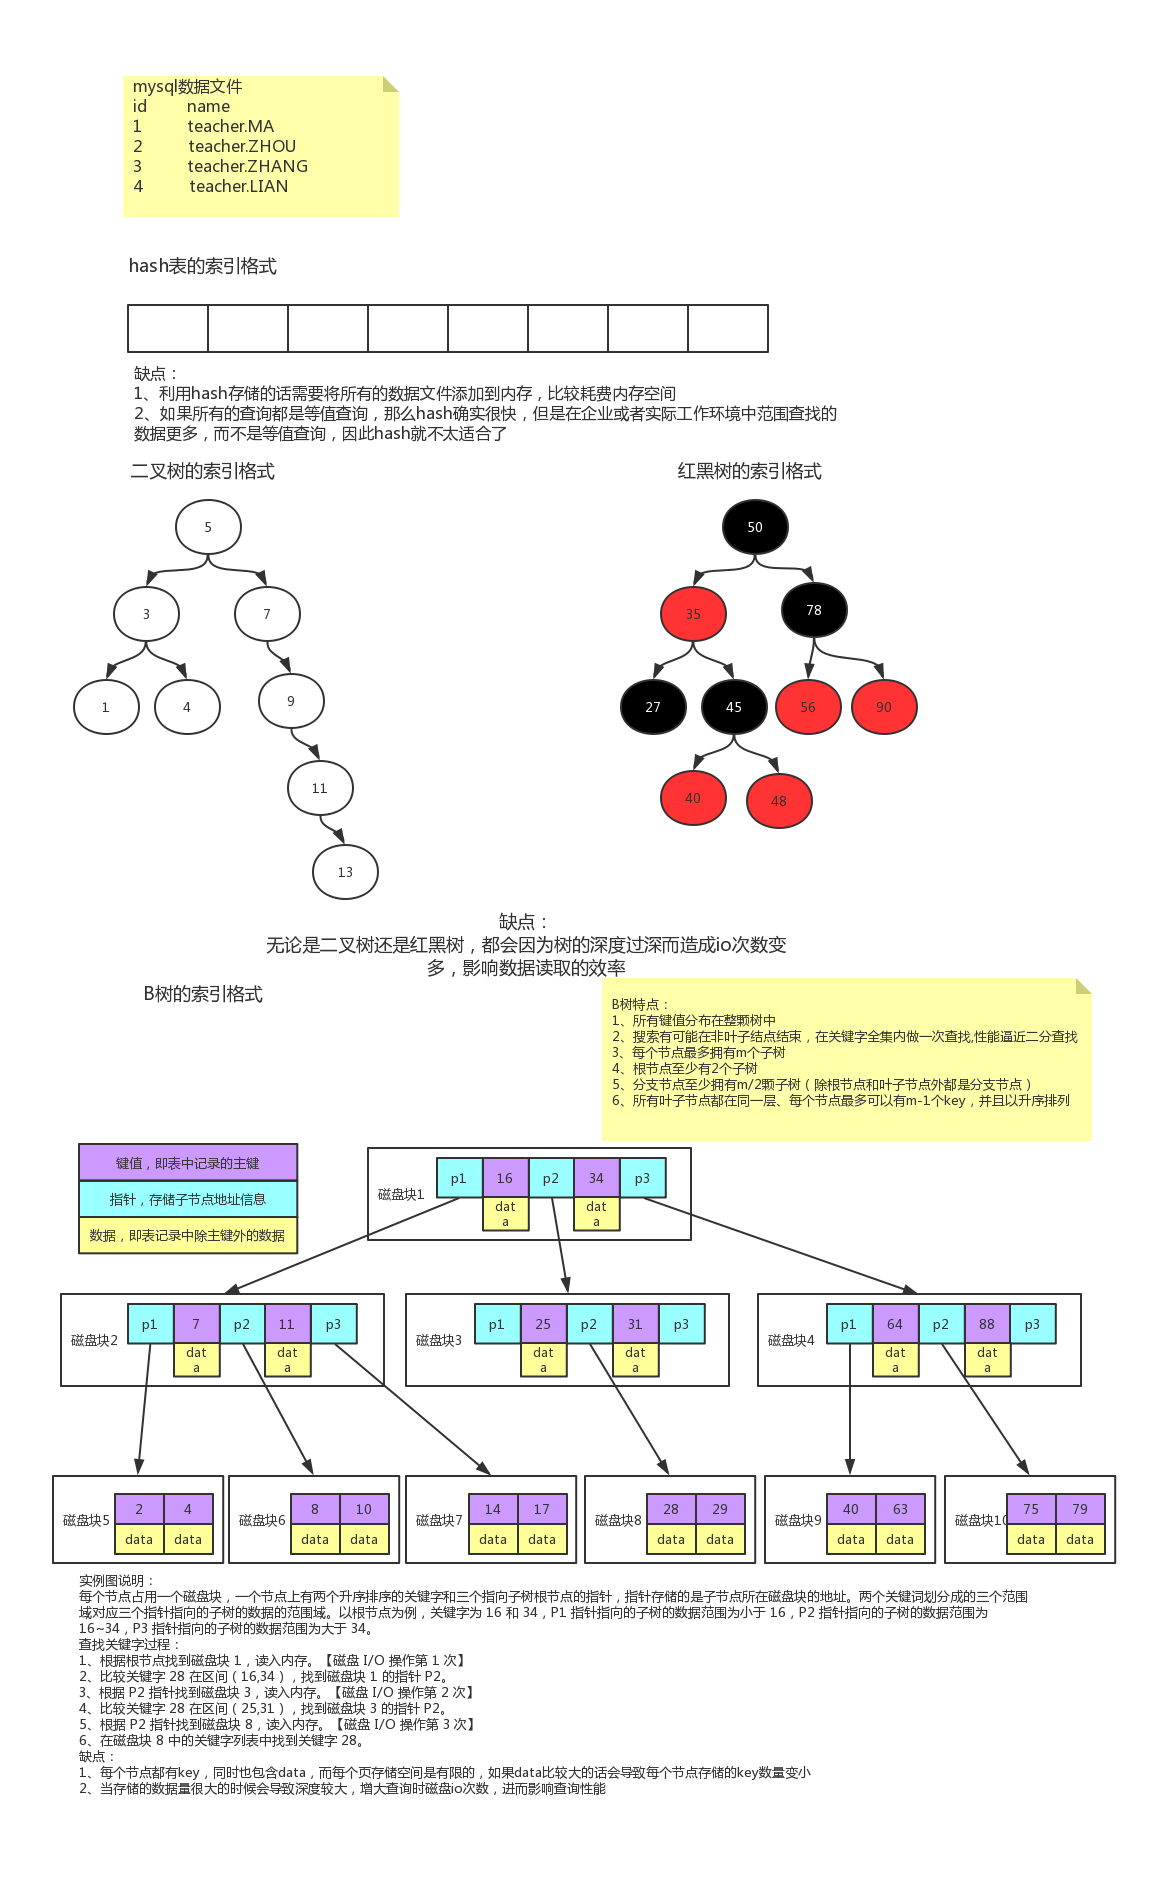 mysql数据文件
id name
1 teacher.MA
2 teacher.ZHOU
3 teacher.ZHANG
4 teacher.LIAN
hash表的索引格式
缺点：
1、利用hash存储的话需要将所有的数据文件添加到内存，比较耗费内存空间
2、如果所有的查询都是等值查询，那么hash确实很快，但是在企业或者实际工作环境中范围查找的
数据更多，而不是等值查询，因此hash就不太适合了
二叉树的索引格式
5
3 7
1 4 9
11
13
红黑树的索引格式
50
35 78
27 45 56 90
40 48
缺点：
无论是二叉树还是红黑树，都会因为树的深度过深而造成io次数变
多，影响数据读取的效率
B树的索引格式
B树特点：
1、所有键值分布在整颗树中
2、搜索有可能在非叶子结点结束，在关键字全集内做一次查找,性能逼近二分查找
3、每个节点最多拥有m个子树
4、根节点至少有2个子树
5、分支节点至少拥有m/2颗子树（除根节点和叶子节点外都是分支节点）
6、所有叶子节点都在同一层、每个节点最多可以有m-1个key，并且以升序排列
键值，即表中记录的主键
指针，存储子节点地址信息
数据，即表记录中除主键外的数据
磁盘块1
p1 16 p2 34 p3
dat dat
a a
磁盘块2
p1 7 p2 11 p3
dat dat
a a
磁盘块3
p1 25 p2 31 p3
dat dat
a a
磁盘块4
p1 64 p2 88 p3
dat dat
a a
磁盘块5
2 4
data data
磁盘块6
8 10
data data
磁盘块7
14 17
data data
磁盘块8
28 29
data data
磁盘块9
40 63
data data
磁盘块10
75 79
data data
实例图说明：
每个节点占用一个磁盘块，一个节点上有两个升序排序的关键字和三个指向子树根节点的指针，指针存储的是子节点所在磁盘块的地址。两个关键词划分成的三个范围
域对应三个指针指向的子树的数据的范围域。以根节点为例，关键字为 16 和 34，P1 指针指向的子树的数据范围为小于 16，P2 指针指向的子树的数据范围为
16~34，P3 指针指向的子树的数据范围为大于 34。
查找关键字过程：
1、根据根节点找到磁盘块 1，读入内存。【磁盘 I/O 操作第 1 次】
2、比较关键字 28 在区间（16,34），找到磁盘块 1 的指针 P2。
3、根据 P2 指针找到磁盘块 3，读入内存。【磁盘 I/O 操作第 2 次】
4、比较关键字 28 在区间（25,31），找到磁盘块 3 的指针 P2。
5、根据 P2 指针找到磁盘块 8，读入内存。【磁盘 I/O 操作第 3 次】
6、在磁盘块 8 中的关键字列表中找到关键字 28。
缺点：
1、每个节点都有key，同时也包含data，而每个页存储空间是有限的，如果data比较大的话会导致每个节点存储的key数量变小
2、当存储的数据量很大的时候会导致深度较大，增大查询时磁盘io次数，进而影响查询性能